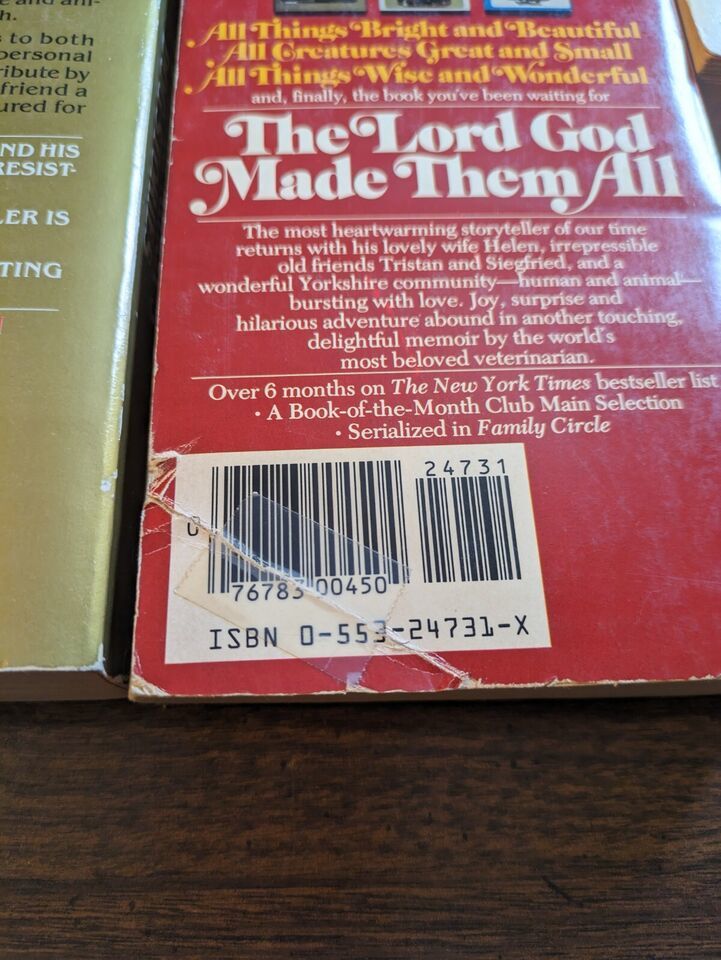 e and ani-
h.
s to both
personal
ribute by
friend a
ured for
ND HIS
RESIST-
LER IS
TING
All Things Bright and Beautiful
All Creatures Great and Small
All Things Wise and Wonderful
and, finally, the book you've been waiting for
The Lord God
Made Them All
The most heartwarming storyteller of our time
returns with his lovely wife Helen, irrepressible
old friends Tristan and Siegfried, and a
wonderful Yorkshire community—human and animal—
bursting with love. Joy, surprise and
hilarious adventure abound in another touching,
delightful memoir by the world's
most beloved veterinarian.
Over 6 months on The New York Times bestseller list
• A Book-of-the-Month Club Main Selection
• Serialized in Family Circle
24731
0
76783 00450
ISBN 0-553-24731-X